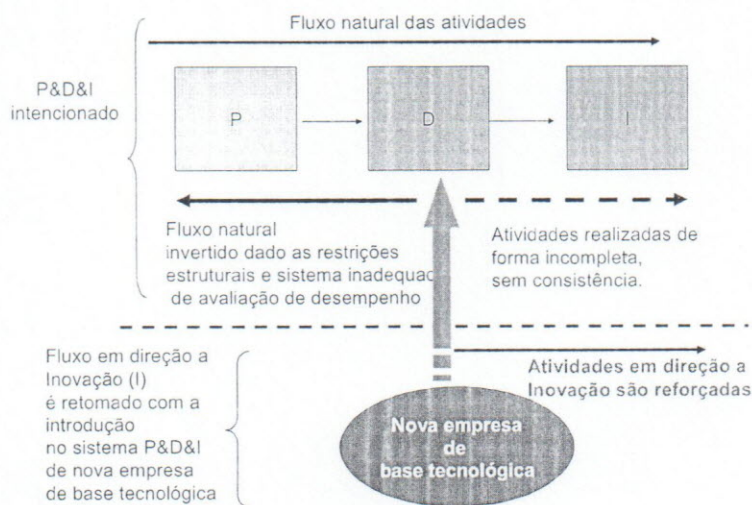 Fluxo natural das atividades
P&D&I
intencionado
P
D
I
Fluxo natural
invertido dado as restrições
estruturais e sistema inadequad
de avaliação de desempenho
Atividades realizadas de
forma incompleta,
sem consistência.
Fluxo em direção a
Inovação (I)
é retomado com a
introdução
no sistema P&D&I
de nova empresa
de base tecnológica
Atividades em direção a
Inovação são reforçadas
Nova empresa
de
base tecnológica